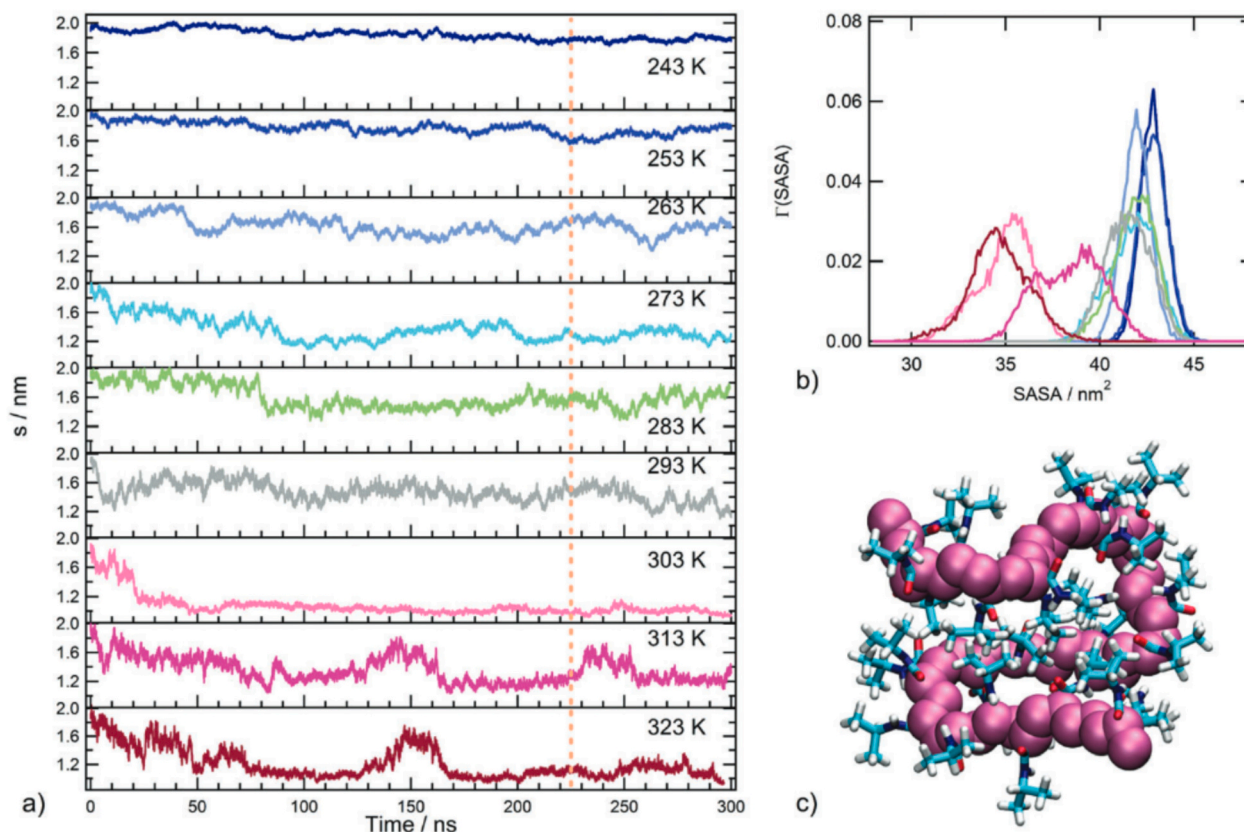 2.0
1.6
1.2
243 K
2.0
1.6
1.2
253 K
2.0
1.6
1.2
263 K
2.0
1.6
1.2
273 K
2.0
1.6
1.2
283 K
2.0
1.6
1.2
293 K
2.0
1.6
1.2
303 K
2.0
1.6
1.2
313 K
2.0
1.6
1.2
323 K
s / nm
0 50 100 150 200 250 300
Time / ns
a)
0.08
0.06
0.04
0.02
0.00
Γ(SASA)
30 35 40 45
SASA / nm²
b)
c)